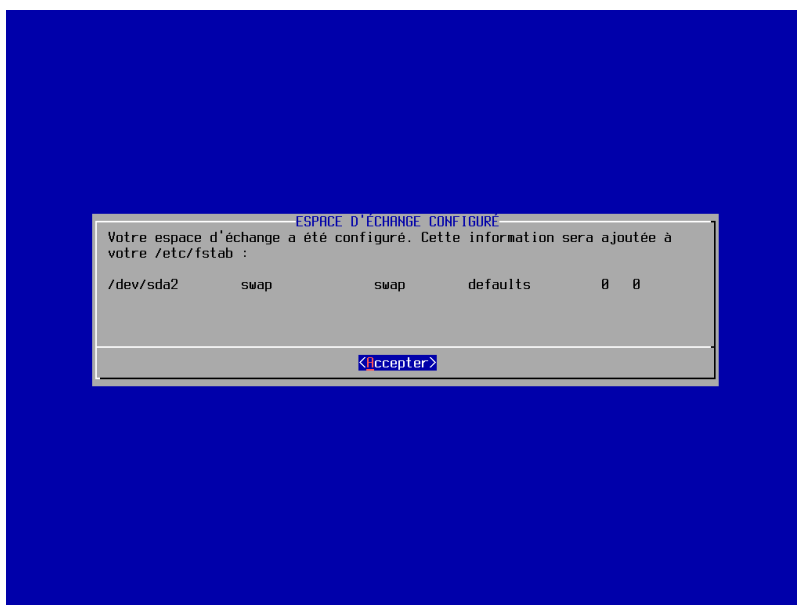 ESPACE D'ÉCHANGE CONFIGURÉ
Votre espace d'échange a été configuré. Cette information sera ajoutée à
votre /etc/fstab :
/dev/sda2 swap swap defaults 0 0
<Accepter>